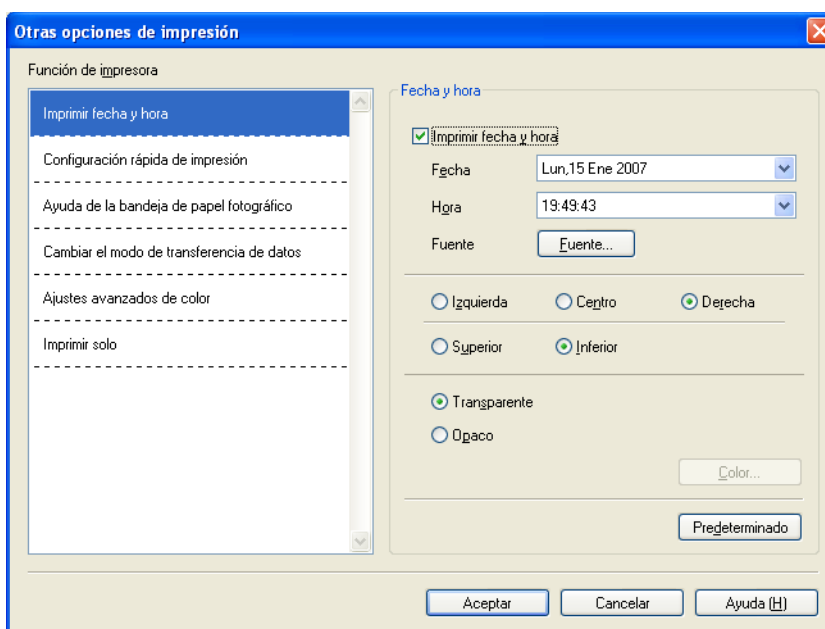 Otras opciones de impresión
Función de impresora
Imprimir fecha y hora
Configuración rápida de impresión
Ayuda de la bandeja de papel fotográfico
Cambiar el modo de transferencia de datos
Ajustes avanzados de color
Imprimir solo
Fecha y hora
Imprimir fecha y hora
Fecha Lun,15 Ene 2007
Hora 19:49:43
Fuente Fuente...
Izquierda Centro Derecha
Superior Inferior
Transparente
Opaco
Color...
Predeterminado
Aceptar Cancelar Ayuda (H)